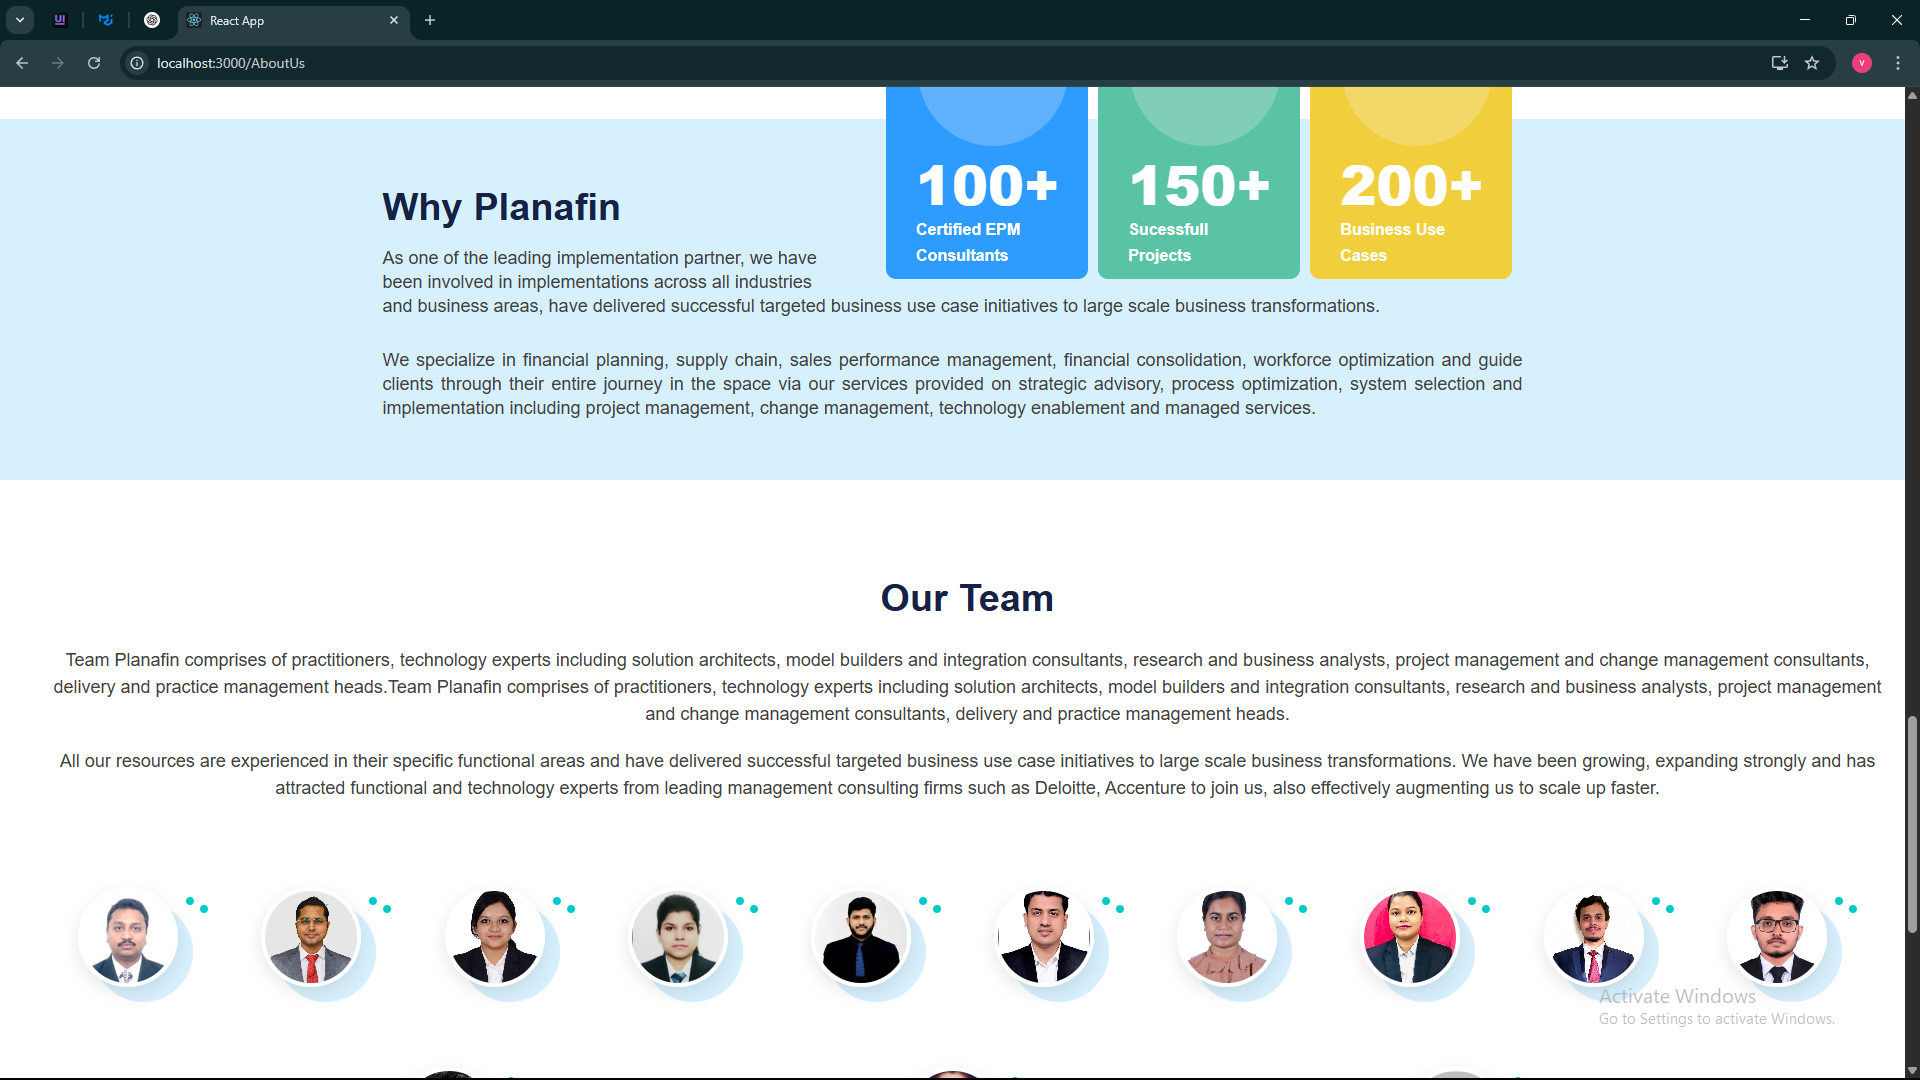 UI
React App
localhost:3000/AboutUs
V
100+
Certified EPM
Consultants
150+
Sucessfull
Projects
200+
Business Use
Cases
Why Planafin
As one of the leading implementation partner, we have
been involved in implementations across all industries
and business areas, have delivered successful targeted business use case initiatives to large scale business transformations.
We specialize in financial planning, supply chain, sales performance management, financial consolidation, workforce optimization and guide
clients through their entire journey in the space via our services provided on strategic advisory, process optimization, system selection and
implementation including project management, change management, technology enablement and managed services.
Our Team
Team Planafin comprises of practitioners, technology experts including solution architects, model builders and integration consultants, research and business analysts, project management and change management consultants,
delivery and practice management heads.Team Planafin comprises of practitioners, technology experts including solution architects, model builders and integration consultants, research and business analysts, project management
and change management consultants, delivery and practice management heads.
All our resources are experienced in their specific functional areas and have delivered successful targeted business use case initiatives to large scale business transformations. We have been growing, expanding strongly and has
attracted functional and technology experts from leading management consulting firms such as Deloitte, Accenture to join us, also effectively augmenting us to scale up faster.
Activate Windows
Go to Settings to activate Windows.